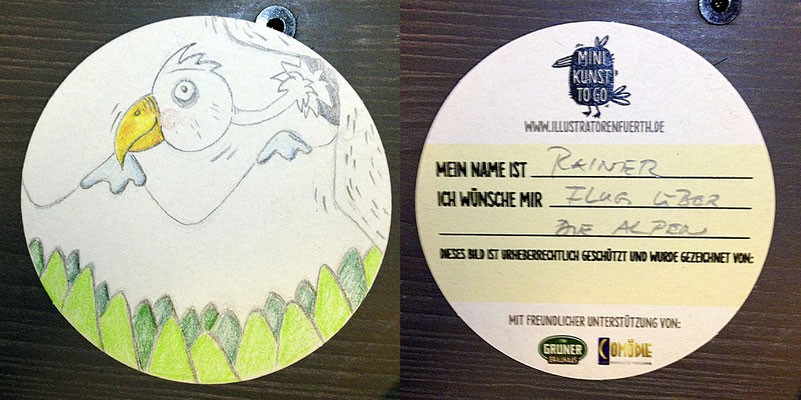 MINI
KUNST
TO GO
WWW.ILLUSTRATORENFUERTH.DE
MEIN NAME IST RAINER
ICH WÜNSCHE MIR FLUG ÜBER
DIE ALPEN
DIESES BILD IST URHEBERRECHTLICH GESCHÜTZT UND WURDE GEZEICHNET VON:
MIT FREUNDLICHER UNTERSTÜTZUNG VON:
GRÜNER
BRAUHAUS
COMÖDIE